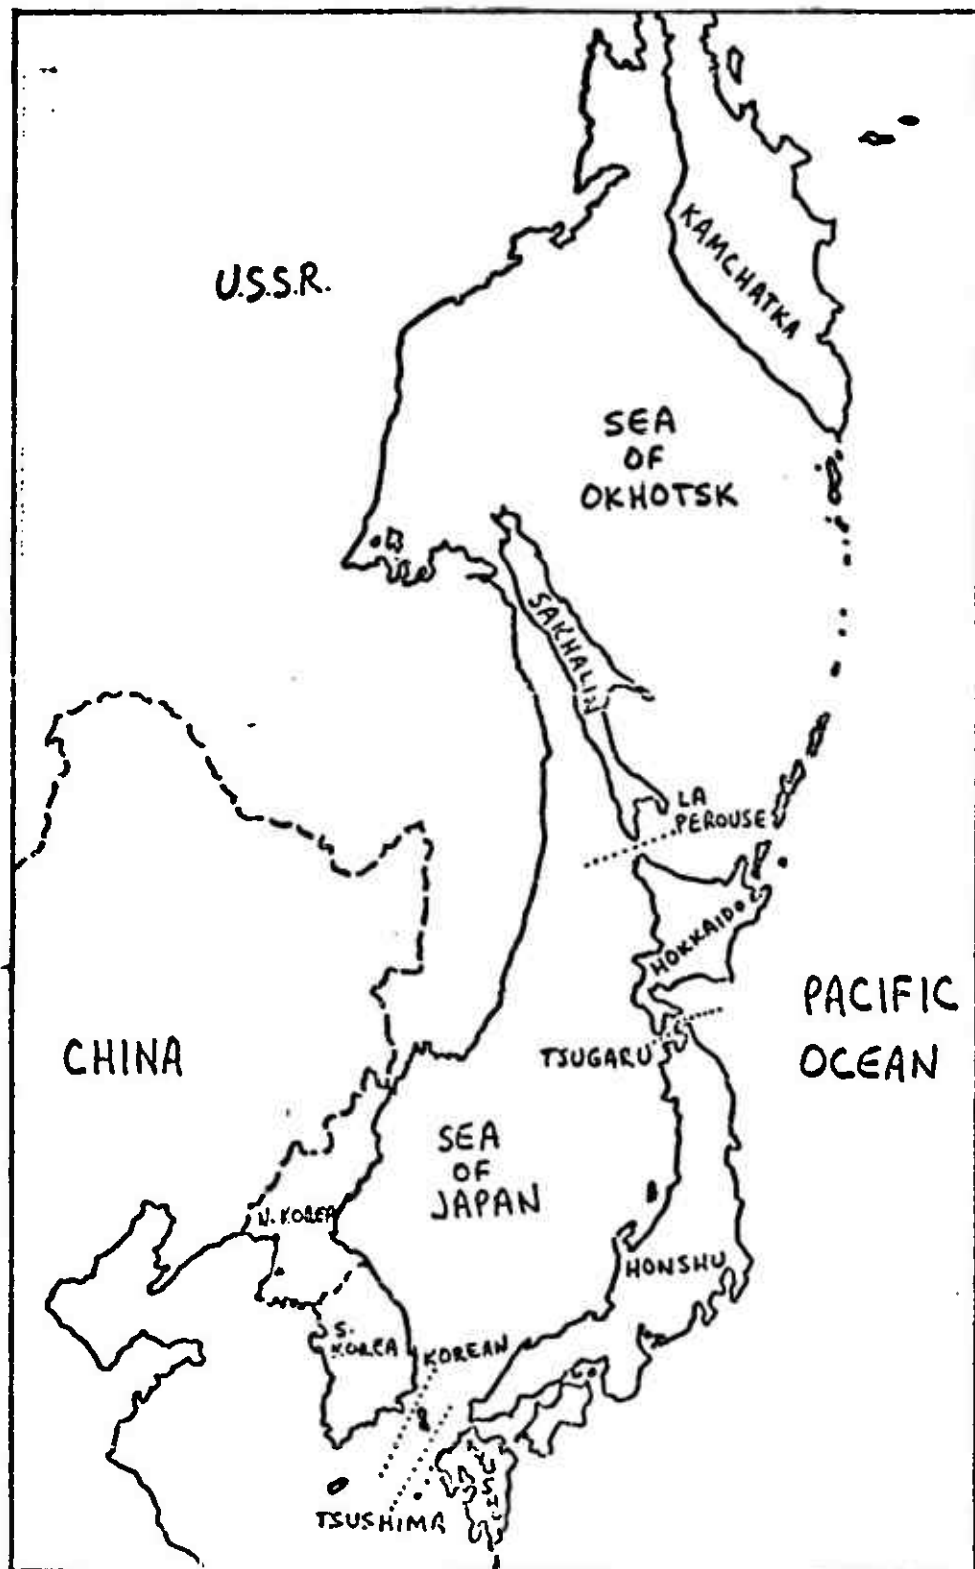 U.S.S.R.
KAMCHATKA
SEA
OF
OKHOTSK
SAKHALIN
LA
PEROUSE
HOKKAIDO
PACIFIC
OCEAN
TSUGARU
CHINA
SEA
OF
JAPAN
N. KOREA
HONSHU
S.
KOREA
KOREAN
KYUSHU
TSUSHIMA